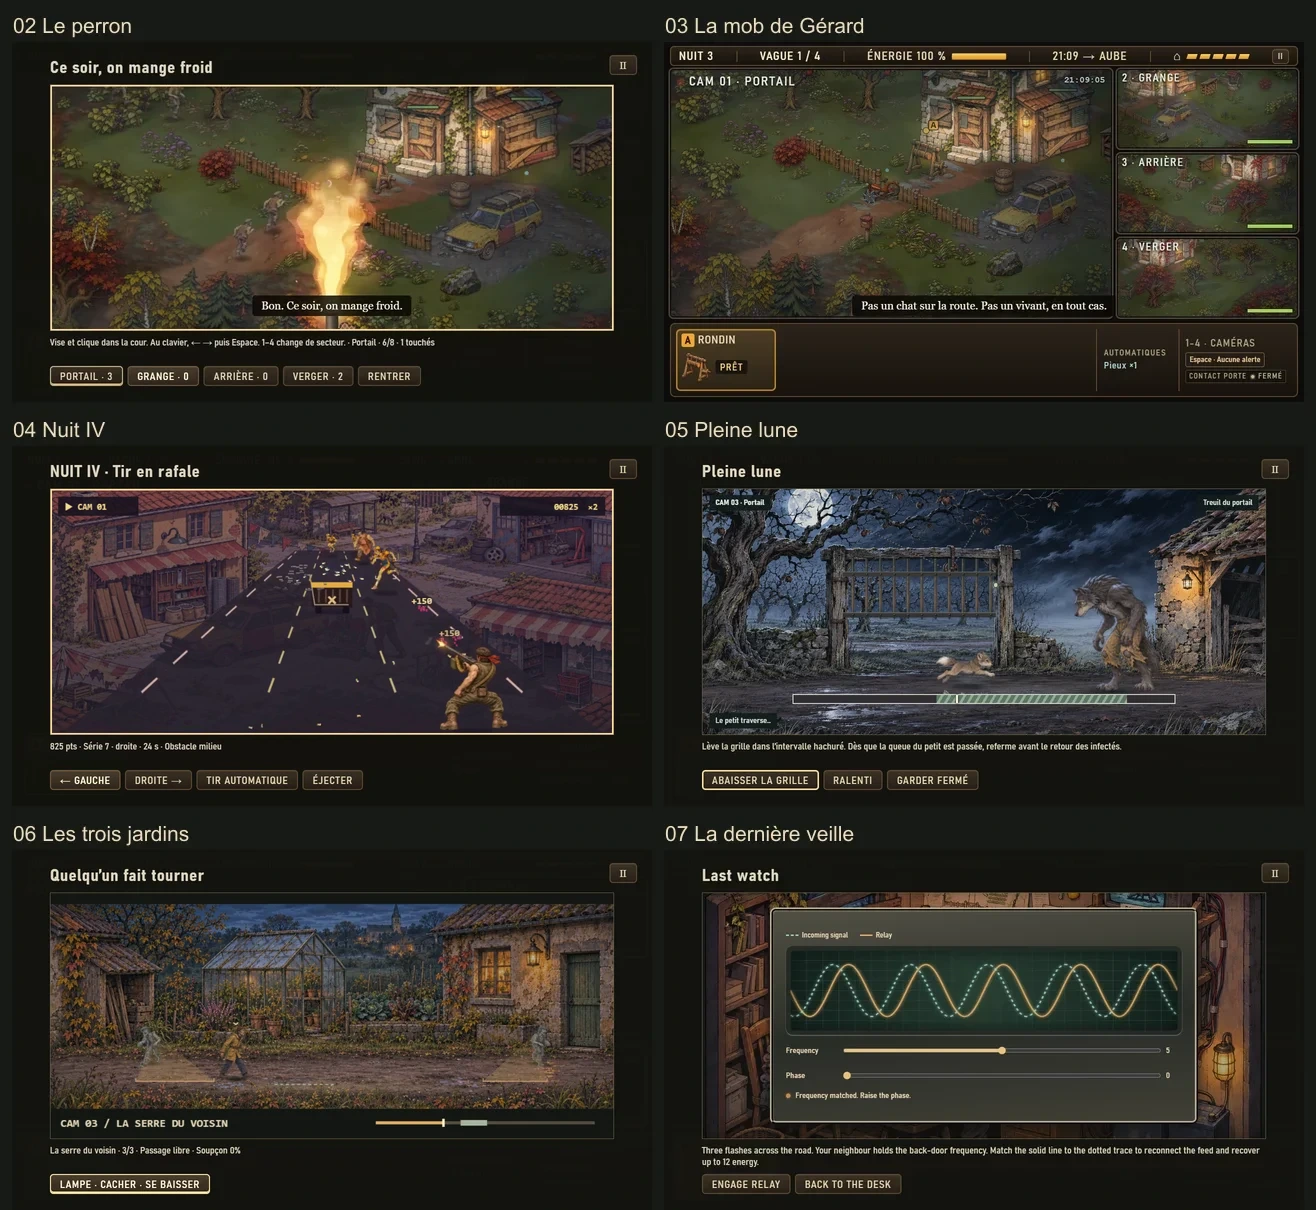 02 Le perron
Ce soir, on mange froid
II
Bon. Ce soir, on mange froid.
Vise et clique dans la cour. Au clavier, ← → puis Espace. 1–4 change de secteur. · Portail · 6/8 · 1 touchés
PORTAIL · 3
GRANGE · 0
ARRIÈRE · 0
VERGER · 2
RENTRER
03 La mob de Gérard
NUIT 3
VAGUE 1 / 4
ÉNERGIE 100 %
21:09 → AUBE
II
CAM 01 · PORTAIL
21:09:05
A
2 · GRANGE
3 · ARRIÈRE
4 · VERGER
Pas un chat sur la route. Pas un vivant, en tout cas.
A RONDIN
PRÊT
AUTOMATIQUES
Pieux ×1
1-4 · CAMÉRAS
Espace · Aucune alerte
CONTACT PORTE ◉ FERMÉ
04 Nuit IV
NUIT IV · Tir en rafale
II
▶ CAM 01
00825 ×2
+150
+150
825 pts · Série 7 · droite · 24 s · Obstacle milieu
← GAUCHE
DROITE →
TIR AUTOMATIQUE
ÉJECTER
05 Pleine lune
Pleine lune
II
CAM 03 · Portail
Treuil du portail
Le petit traverse…
Lève la grille dans l'intervalle hachuré. Dès que la queue du petit est passée, referme avant le retour des infectés.
ABAISSER LA GRILLE
RALENTI
GARDER FERMÉ
06 Les trois jardins
Quelqu'un fait tourner
II
CAM 03 / LA SERRE DU VOISIN
La serre du voisin · 3/3 · Passage libre · Soupçon 0%
LAMPE · CACHER · SE BAISSER
07 La dernière veille
Last watch
II
Incoming signal
Relay
Frequency
5
Phase
0
Frequency matched. Raise the phase.
Three flashes across the road. Your neighbour holds the back-door frequency. Match the solid line to the dotted trace to reconnect the feed and recover
up to 12 energy.
ENGAGE RELAY
BACK TO THE DESK